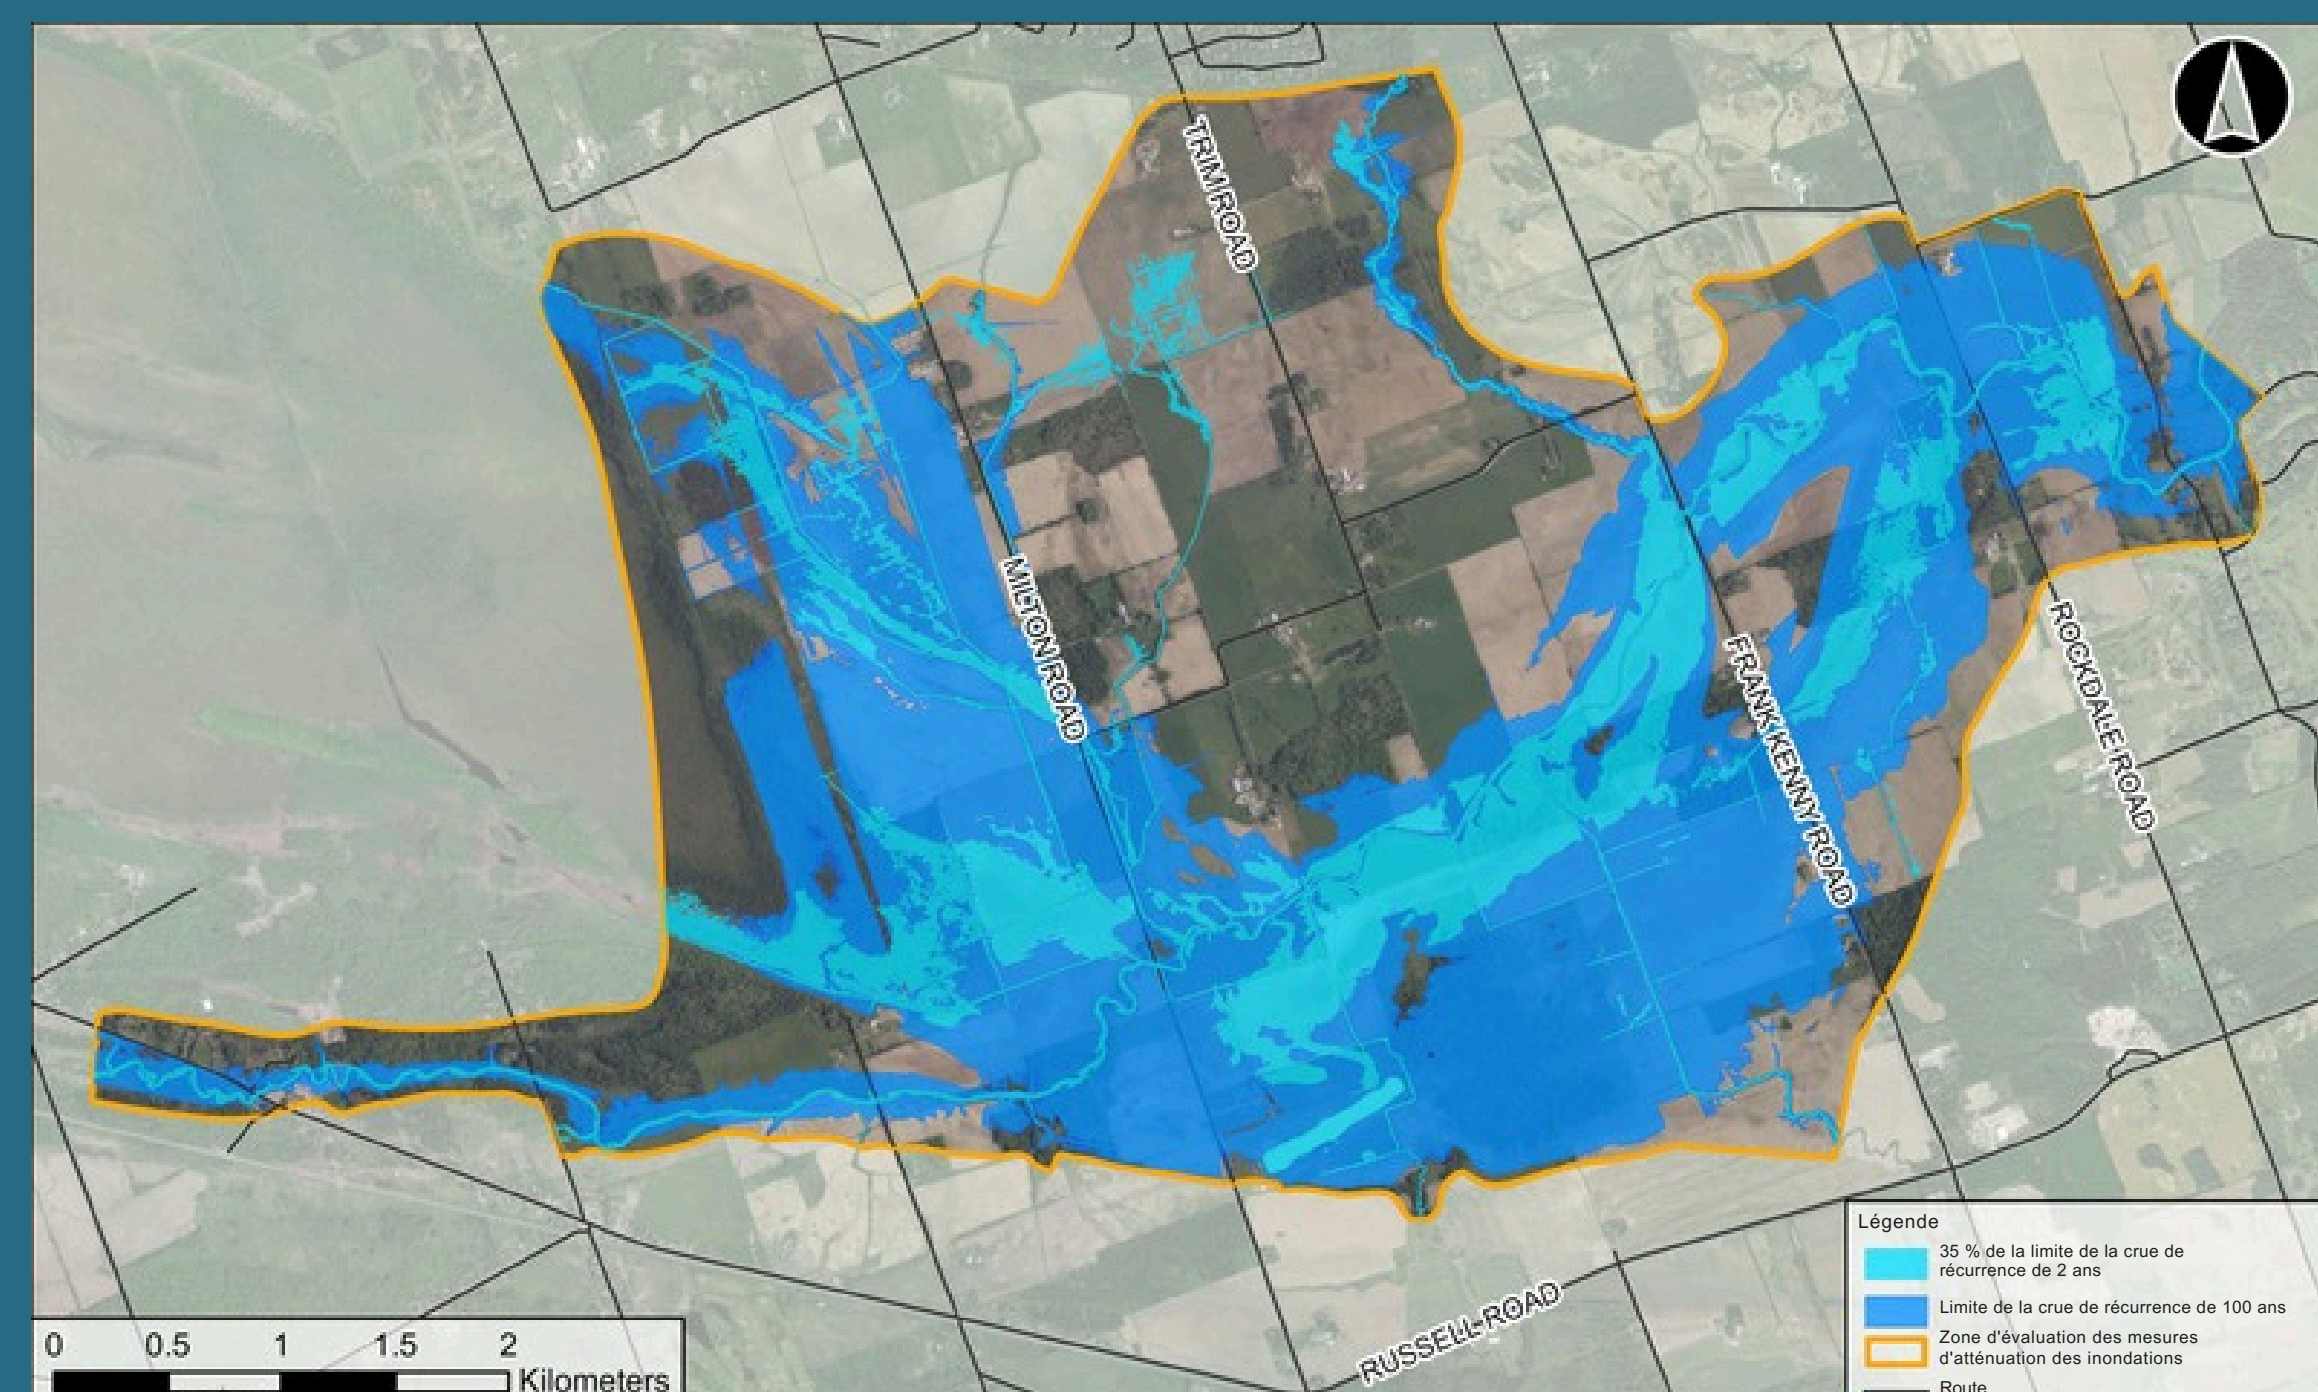 TRIM ROAD
MILTON ROAD
FRANK KENNY ROAD
ROCKDALE ROAD
RUSSELL ROAD
Légende
35 % de la limite de la crue de
récurrence de 2 ans
Limite de la crue de récurrence de 100 ans
Zone d'évaluation des mesures
d'atténuation des inondations
Route
0 0.5 1 1.5 2
Kilometers